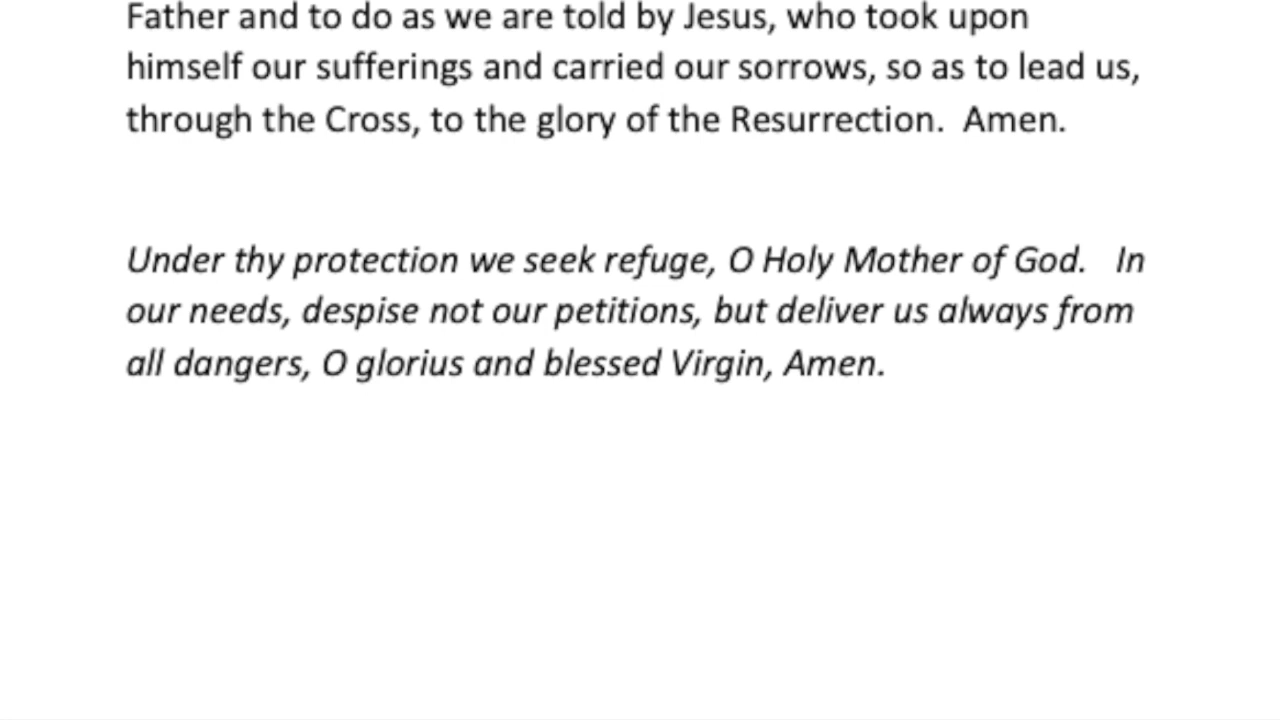 Father and to do as we are told by Jesus, who took upon
himself our sufferings and carried our sorrows, so as to lead us,
through the Cross, to the glory of the Resurrection.  Amen.
Under thy protection we seek refuge, O Holy Mother of God.   In
our needs, despise not our petitions, but deliver us always from
all dangers, O glorius and blessed Virgin, Amen.